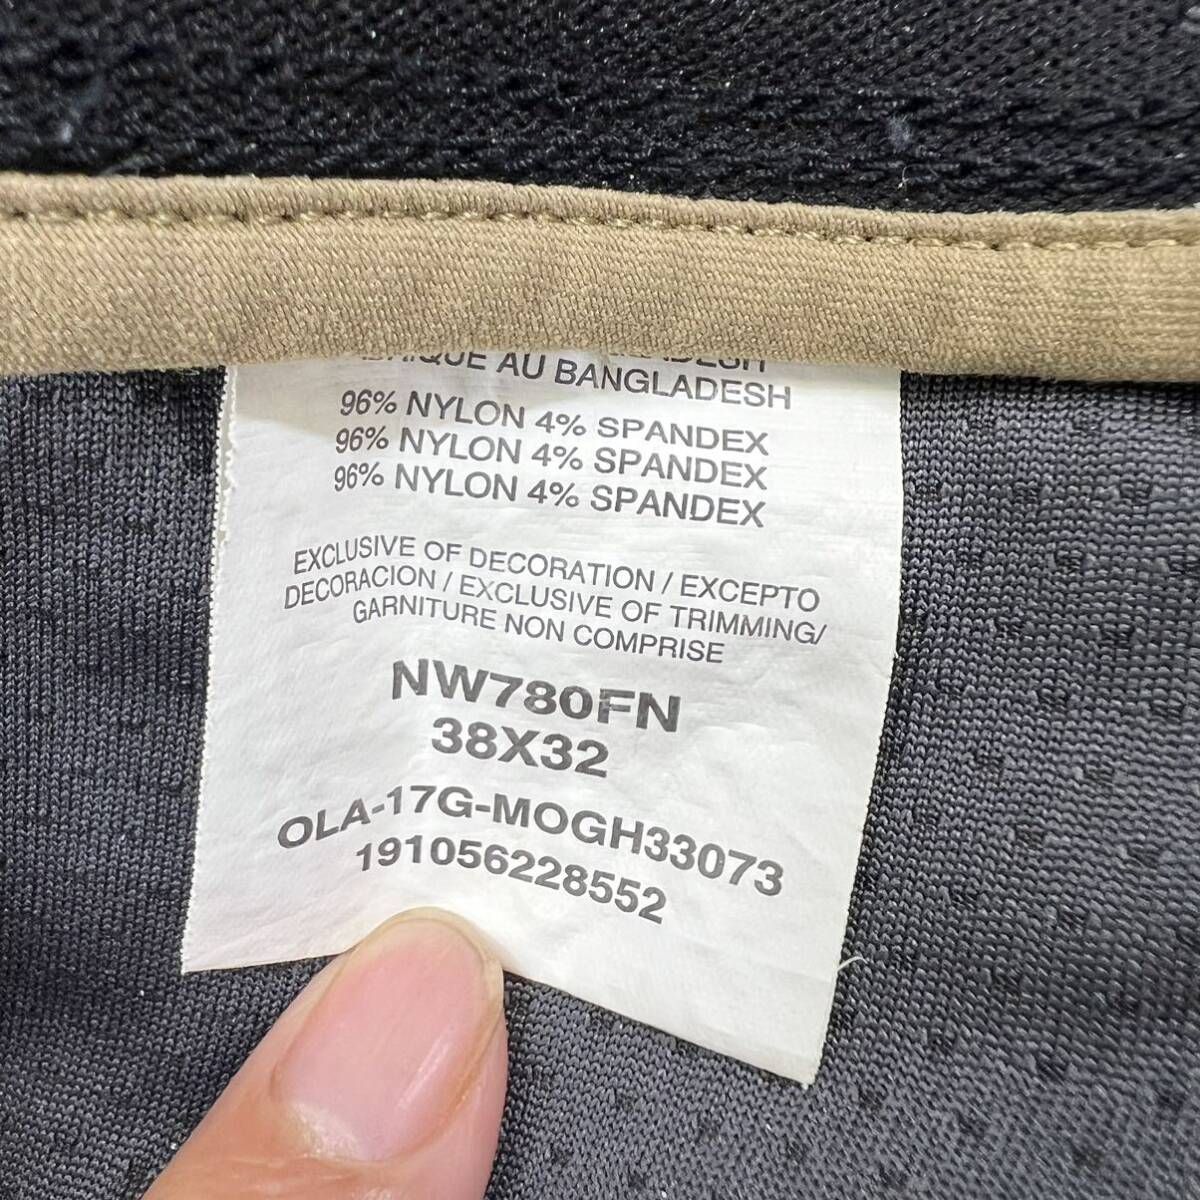 AU BANGLADESH
96% NYLON 4% SPANDEX
96% NYLON 4% SPANDEX
96% NYLON 4% SPANDEX
EXCLUSIVE OF DECORATION / EXCEPTO
DECORACION / EXCLUSIVE OF TRIMMING/
GARNITURE NON COMPRISE
NW780FN
38X32
OLA-17G-MOGH33073
191056228552